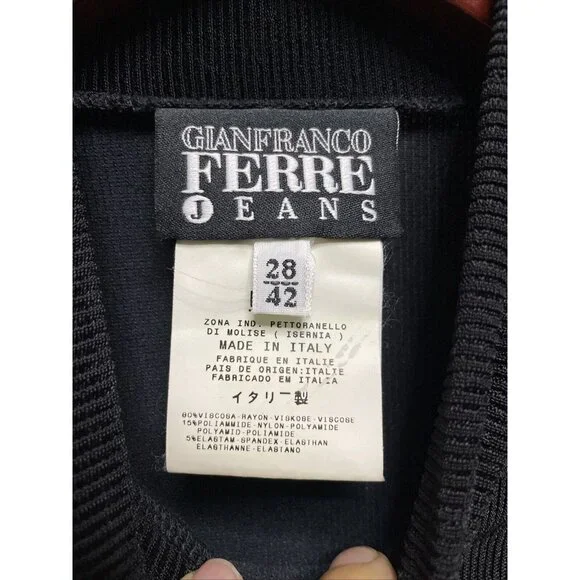 GIANFRANCO
FERRE
JEANS
28
42
ZONA IND. PETTORANELLO
DI MOLISE ( ISERNIA )
MADE IN ITALY
FABRIQUE EN ITALIE
PAIS DE ORIGEN:ITALIE
FABRICADO EM ITALIA
イタリー製
80%VISCOSA-RAYON-VISKOSE-VISCOSE
15%POLIAMMIDE-NYLON-POLYAMIDE
POLYAMID-POLIAMIDE
5%ELASTAM-SPANDEX-ELASTHAN
ELASTHANNE-ELASTANO